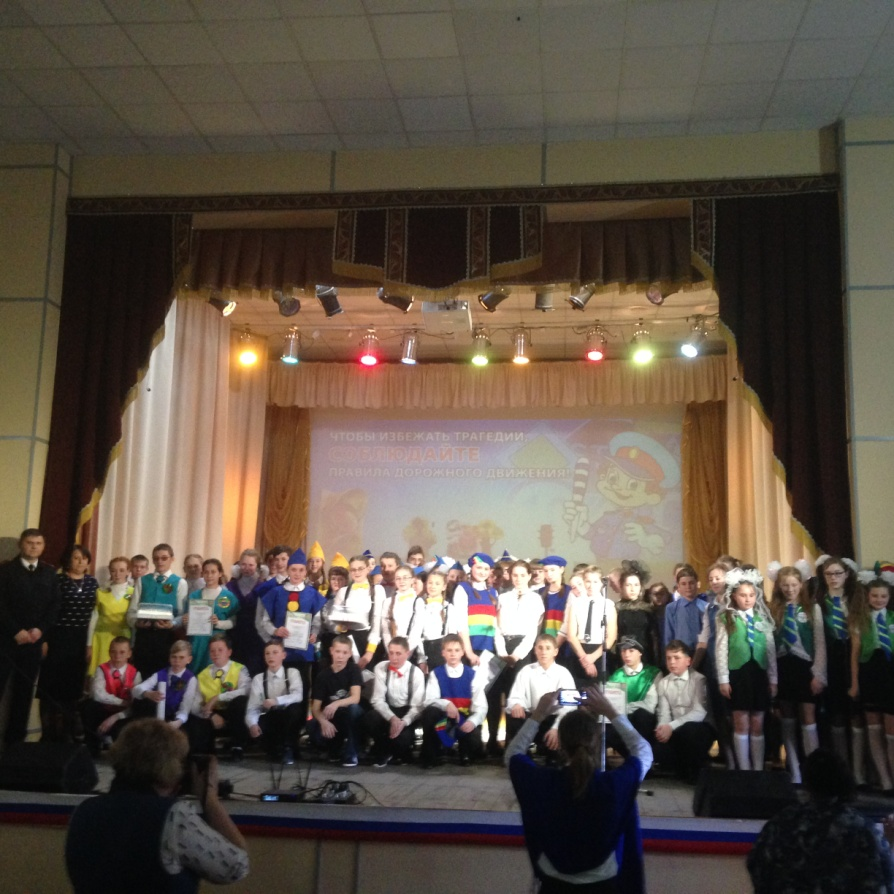 ЧТОБЫ ИЗБЕЖАТЬ ТРАГЕДИИ,
СОБЛЮДАЙТЕ
ПРАВИЛА ДОРОЖНОГО ДВИЖЕНИЯ!